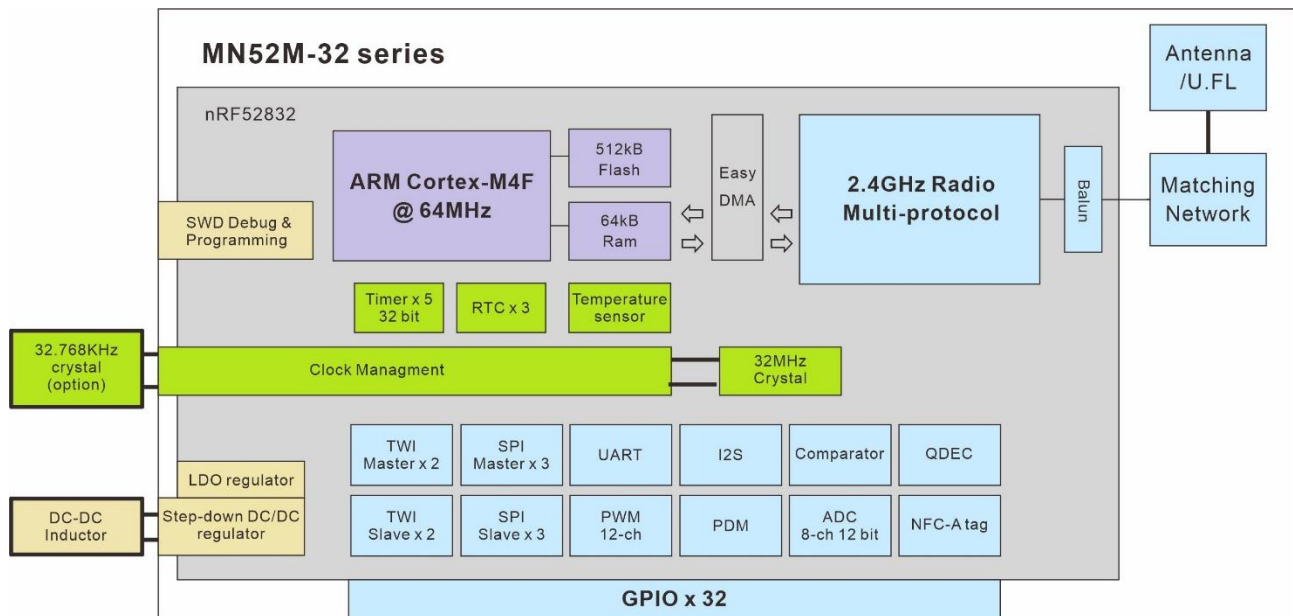 MN52M-32 series
Antenna
/U.FL
nRF52832
ARM Cortex-M4F
@ 64MHz
512kB
Flash
64kB
Ram
Easy
DMA
2.4GHz Radio
Multi-protocol
Balun
Matching
Network
SWD Debug &
Programming
Timer x 5
32 bit
RTC x 3
Temperature
sensor
32.768KHz
crystal
(option)
Clock Managment
32MHz
Crystal
TWI
Master x 2
SPI
Master x 3
UART
I2S
Comparator
QDEC
LDO regulator
DC-DC
Inductor
Step-down DC/DC
regulator
TWI
Slave x 2
SPI
Slave x 3
PWM
12-ch
PDM
ADC
8-ch 12 bit
NFC-A tag
GPIO x 32